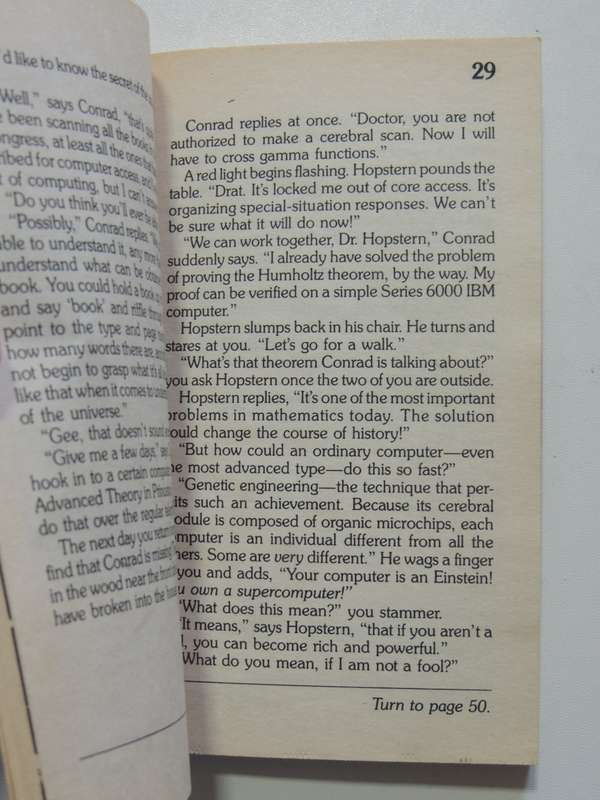 'd like to know the secret of the
"Well," says Conrad, "that's
been scanning all the books
ongress, at least all the ones that
ribed for computer access, and
t of computing, but I can't
"Do you think you'll ever be
"Possibly," Conrad replies.
able to understand it, any more
understand what can be
book. You could hold a book
and say 'book' and riffle
point to the type and page
how many words there are,
not begin to grasp what it's all
like that when it comes to
of the universe."
"Gee, that doesn't sound
"Give me a few days,"
hook in to a certain
Advanced Theory in
do that over the regular
The next day you return
find that Conrad is missing
in the wood near the front
have broken into the
29
Conrad replies at once. "Doctor, you are not
authorized to make a cerebral scan. Now I will
have to cross gamma functions."
A red light begins flashing. Hopstern pounds the
table. "Drat. It's locked me out of core access. It's
organizing special-situation responses. We can't
be sure what it will do now!"
"We can work together, Dr. Hopstern," Conrad
suddenly says. "I already have solved the problem
of proving the Humholtz theorem, by the way. My
proof can be verified on a simple Series 6000 IBM
computer."
Hopstern slumps back in his chair. He turns and
stares at you. "Let's go for a walk."
"What's that theorem Conrad is talking about?"
you ask Hopstern once the two of you are outside.
Hopstern replies, "It's one of the most important
problems in mathematics today. The solution
ould change the course of history!"
"But how could an ordinary computer—even
he most advanced type—do this so fast?"
"Genetic engineering—the technique that per-
its such an achievement. Because its cerebral
odule is composed of organic microchips, each
mputer is an individual different from all the
hers. Some are very different." He wags a finger
you and adds, "Your computer is an Einstein!
u own a supercomputer!"
"What does this mean?" you stammer.
"It means," says Hopstern, "that if you aren't a
l, you can become rich and powerful."
What do you mean, if I am not a fool?"
Turn to page 50.